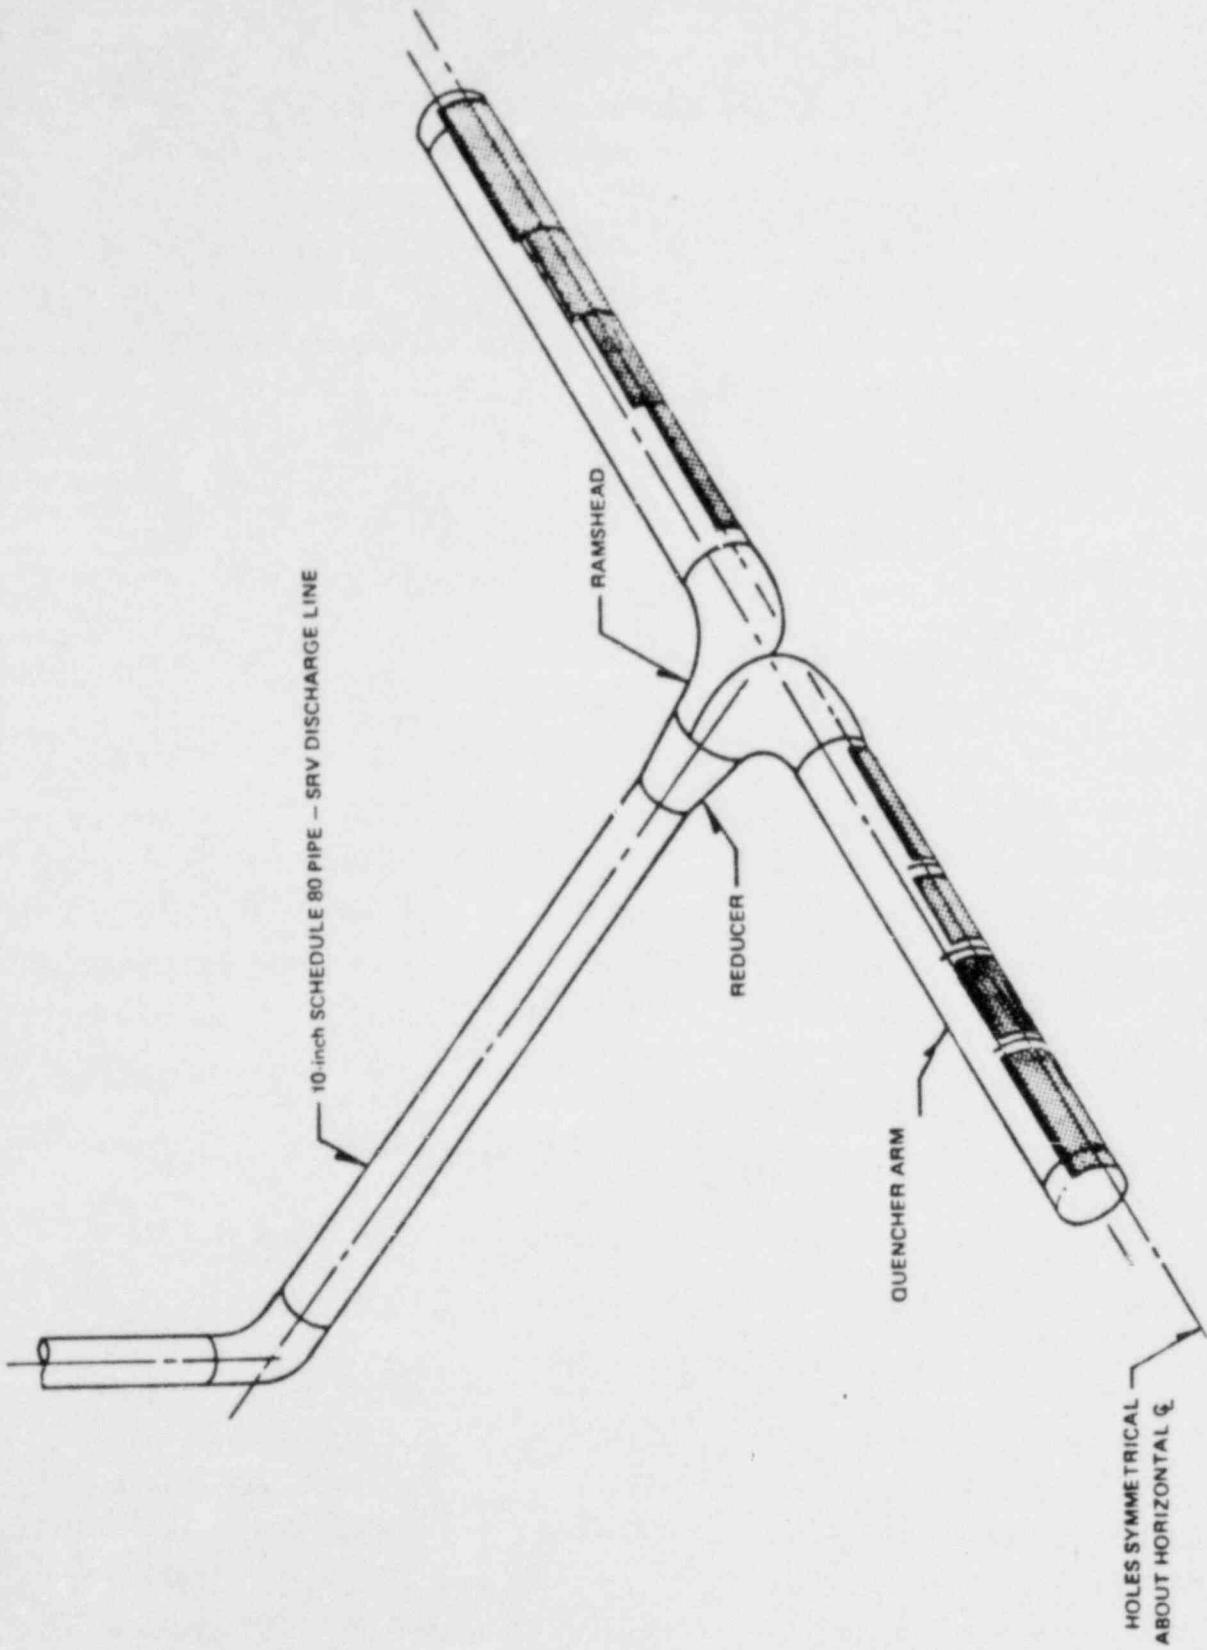 10-inch SCHEDULE 80 PIPE – SRV DISCHARGE LINE
RAMSHEAD
REDUCER
QUENCHER ARM
HOLES SYMMETRICAL
ABOUT HORIZONTAL ℄